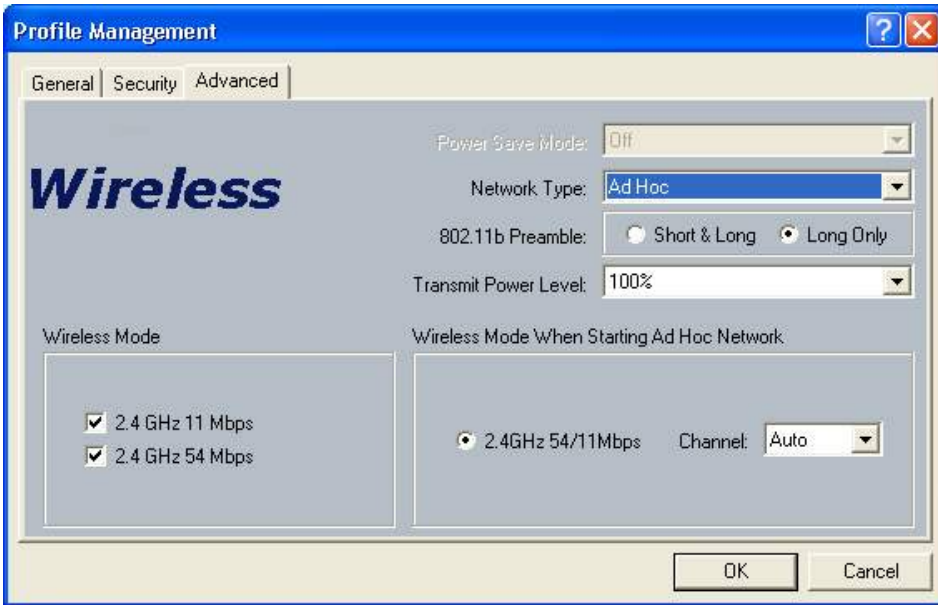 Profile Management
General Security Advanced
Power Save Mode: Off
Wireless
Network Type: Ad Hoc
802.11b Preamble: Short & Long Long Only
Transmit Power Level: 100%
Wireless Mode
Wireless Mode When Starting Ad Hoc Network
2.4 GHz 11 Mbps
2.4 GHz 54 Mbps
2.4GHz 54/11Mbps Channel: Auto
OK Cancel